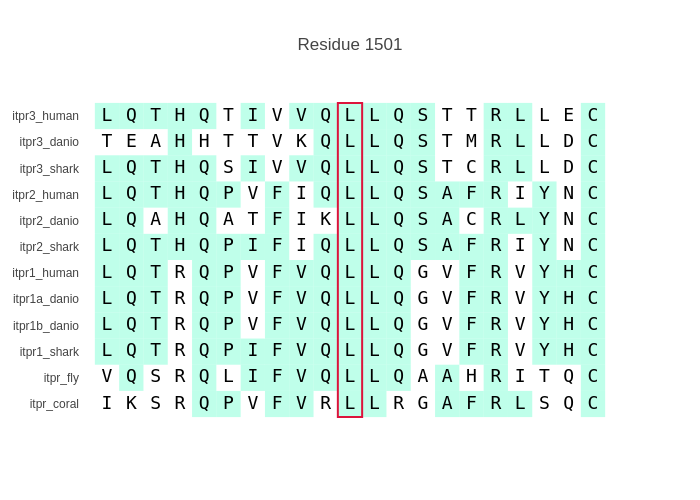 Residue 1501
itpr3_human L Q T H Q T I V V Q L L Q S T T R L L E C
itpr3_danio T E A H H T T V K Q L L Q S T M R L L D C
itpr3_shark L Q T H Q S I V V Q L L Q S T C R L L D C
itpr2_human L Q T H Q P V F I Q L L Q S A F R I Y N C
itpr2_danio L Q A H Q A T F I K L L Q S A C R L Y N C
itpr2_shark L Q T H Q P I F I Q L L Q S A F R I Y N C
itpr1_human L Q T R Q P V F V Q L L Q G V F R V Y H C
itpr1a_danio L Q T R Q P V F V Q L L Q G V F R V Y H C
itpr1b_danio L Q T R Q P V F V Q L L Q G V F R V Y H C
itpr1_shark L Q T R Q P I F V Q L L Q G V F R V Y H C
itpr_fly V Q S R Q L I F V Q L L Q A A H R I T Q C
itpr_coral I K S R Q P V F V R L L R G A F R L S Q C